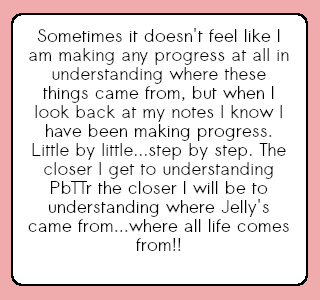 Sometimes it doesn't feel like I
am making any progress at all in
understanding where these
things came from, but when I
look back at my notes I know I
have been making progress.
Little by little...step by step. The
closer I get to understanding
PbTTr the closer I will be to
understanding where Jelly's
came from...where all life comes
from!!